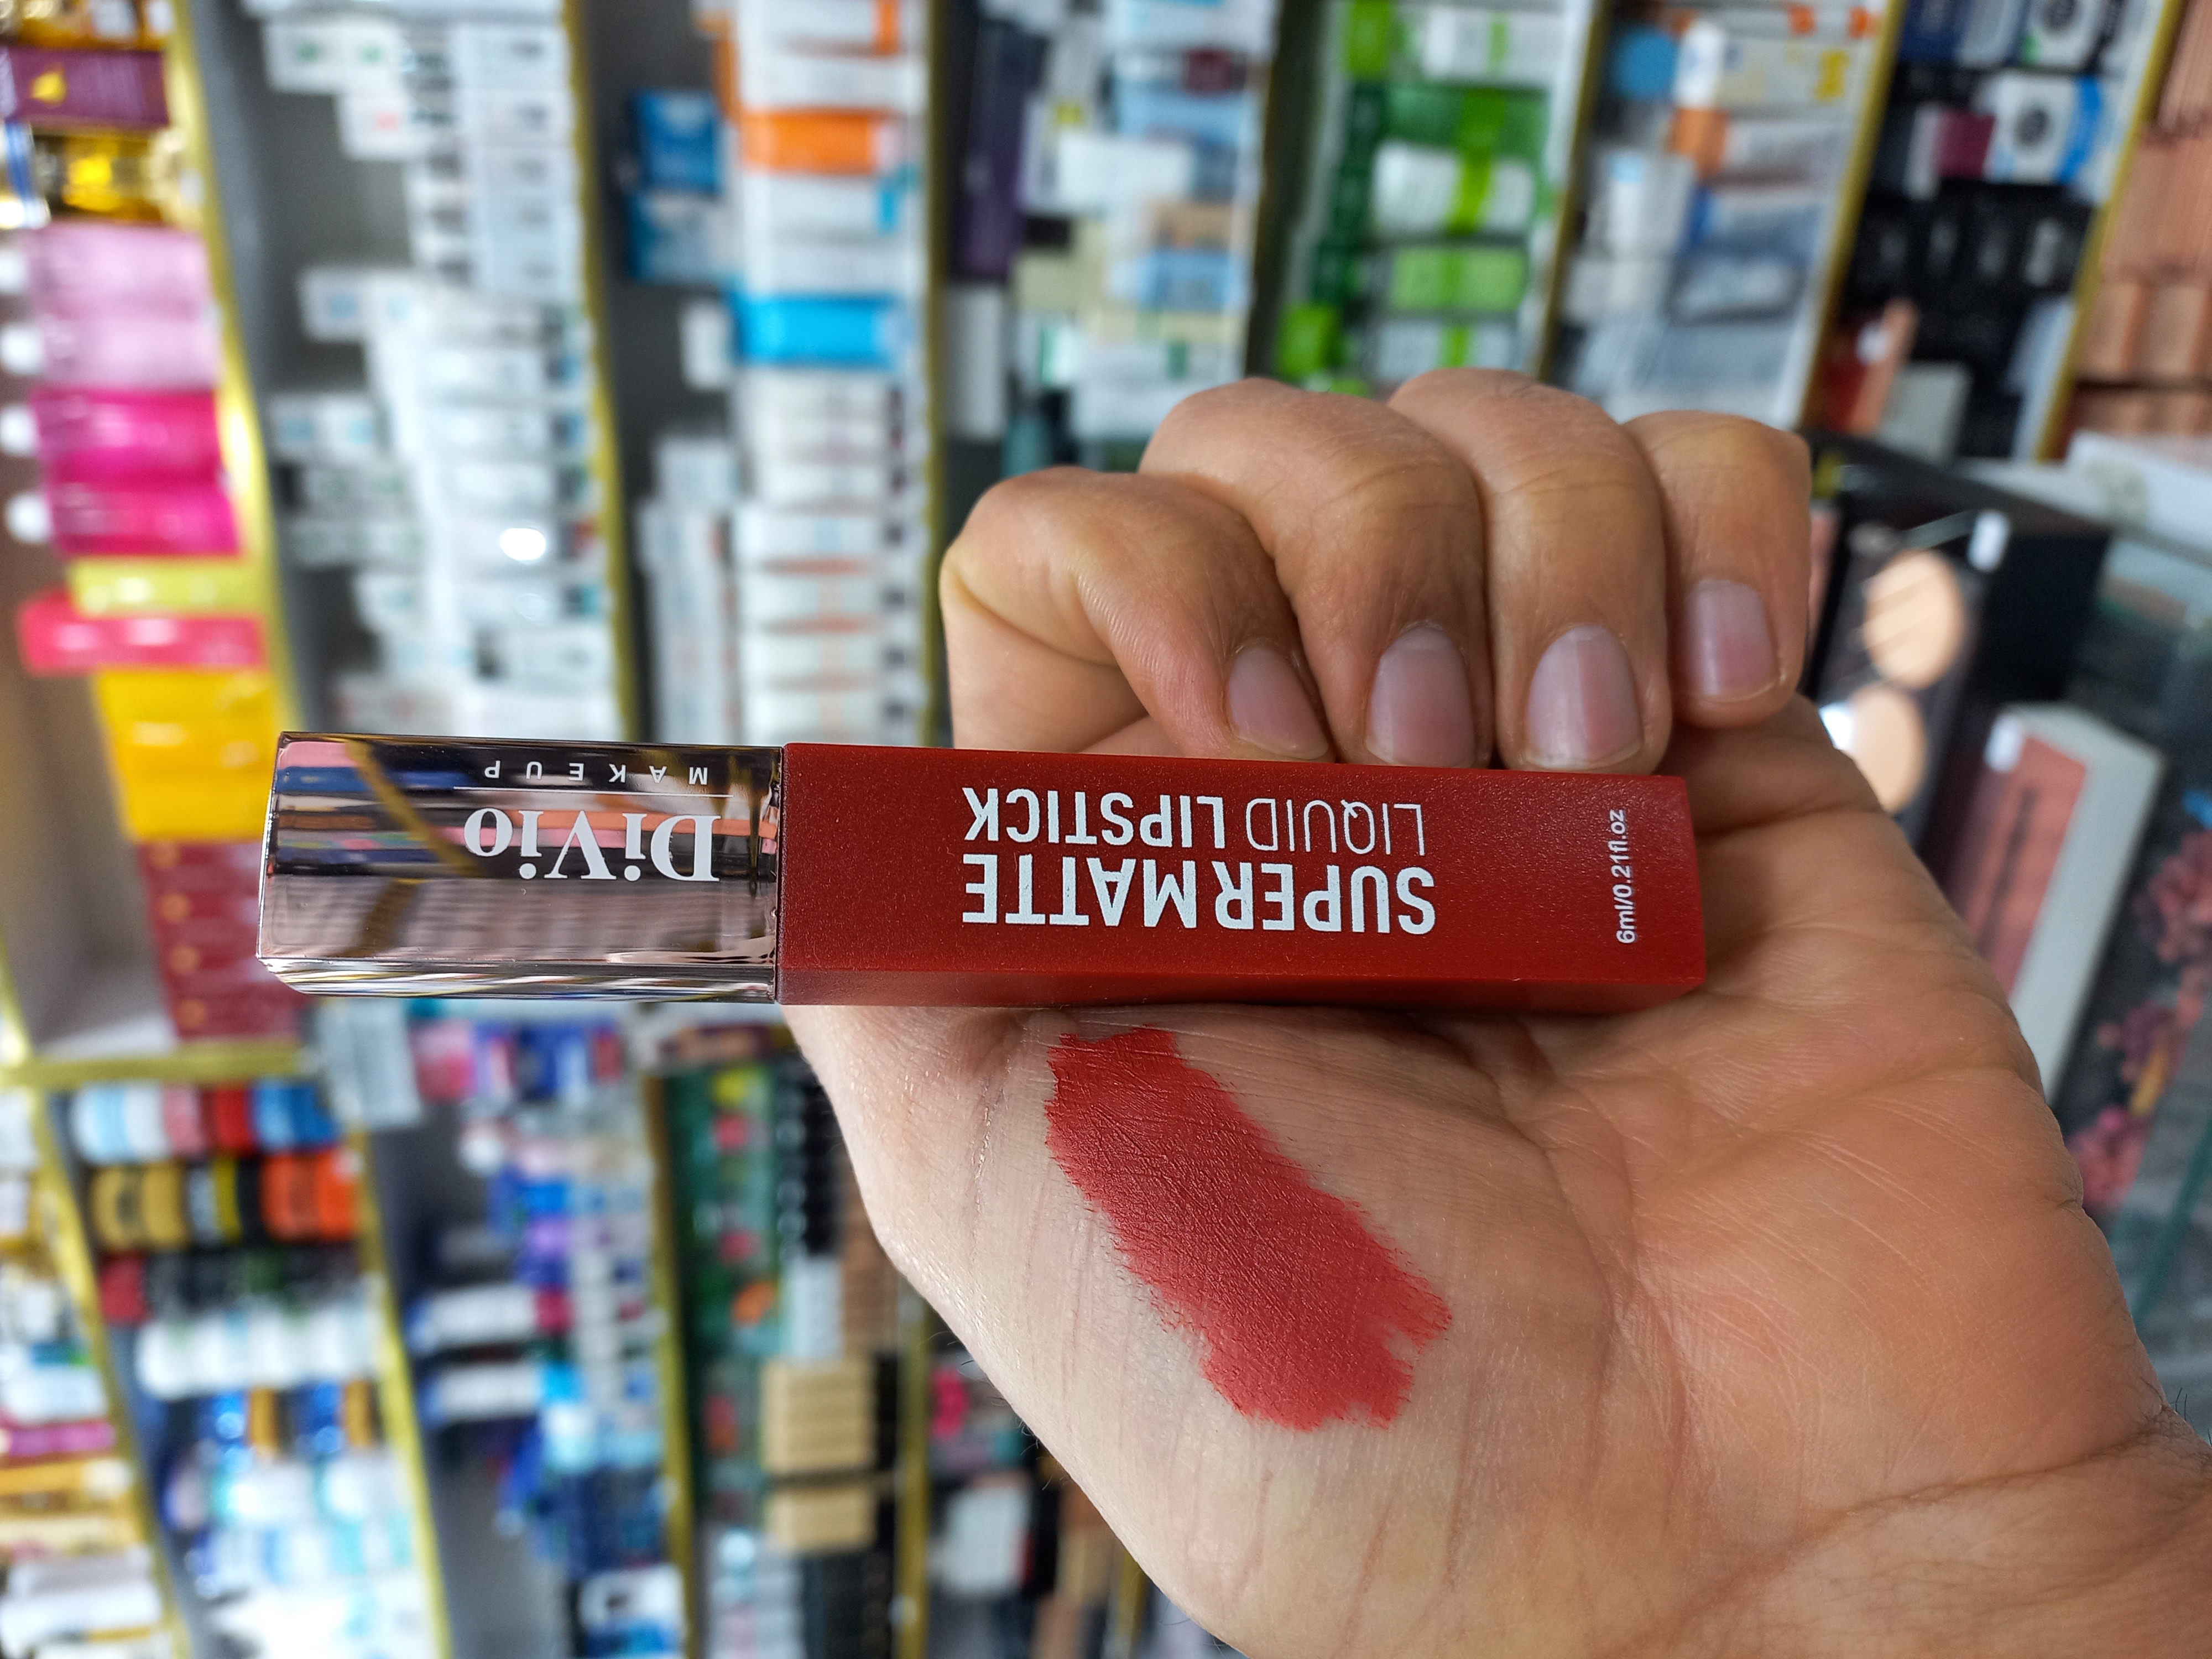 DiVio
MAKEUP
SUPER MATTE
LIQUID LIPSTICK
6ml/0.21fl.oz